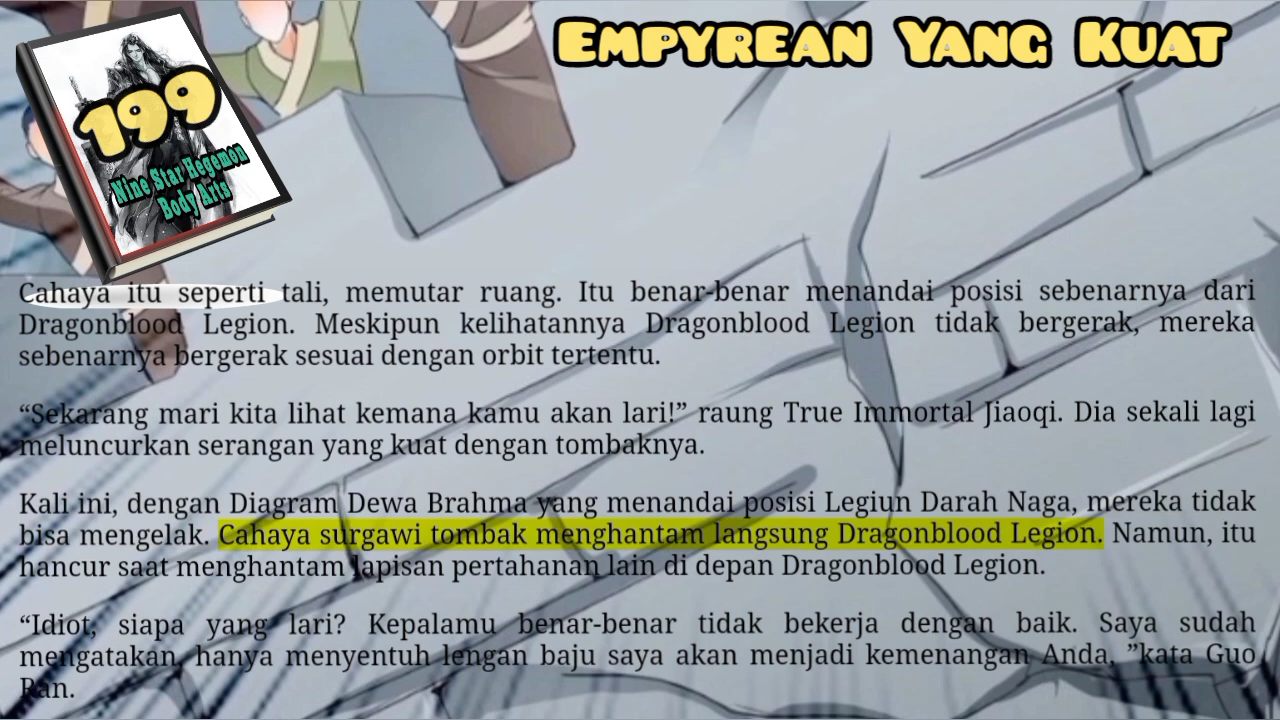 Empyrean Yang Kuat
199
Nine Star Hegemon
Body Arts
Cahaya itu seperti tali, memutar ruang. Itu benar-benar menandai posisi sebenarnya dari
Dragonblood Legion. Meskipun kelihatannya Dragonblood Legion tidak bergerak, mereka
sebenarnya bergerak sesuai dengan orbit tertentu.
“Sekarang mari kita lihat kemana kamu akan lari!” raung True Immortal Jiaoqi. Dia sekali lagi
meluncurkan serangan yang kuat dengan tombaknya.
Kali ini, dengan Diagram Dewa Brahma yang menandai posisi Legiun Darah Naga, mereka tidak
bisa mengelak. Cahaya surgawi tombak menghantam langsung Dragonblood Legion. Namun, itu
hancur saat menghantam lapisan pertahanan lain di depan Dragonblood Legion.
“Idiot, siapa yang lari? Kepalamu benar-benar tidak bekerja dengan baik. Saya sudah
mengatakan, hanya menyentuh lengan baju saya akan menjadi kemenangan Anda, ”kata Guo
Ran.